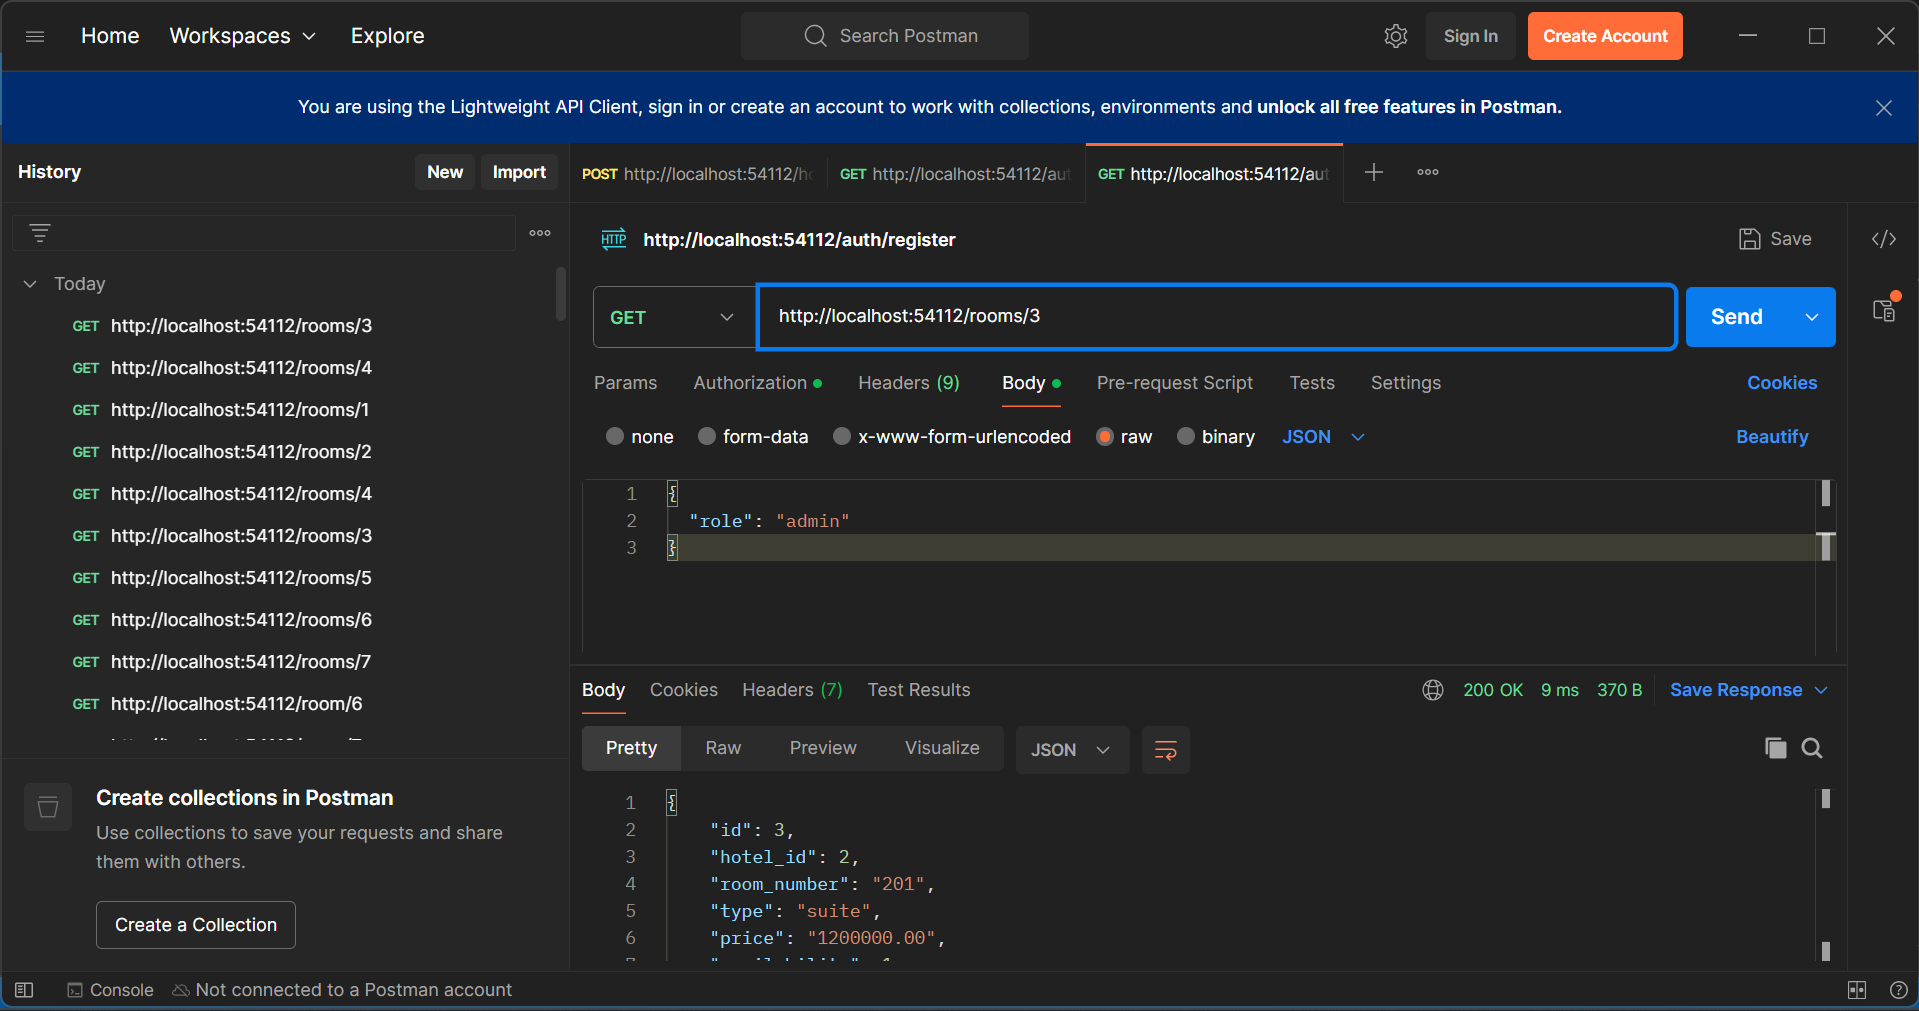 Home Workspaces Explore Search Postman Sign In Create Account
You are using the Lightweight API Client, sign in or create an account to work with collections, environments and unlock all free features in Postman.
History New Import
Today
GET http://localhost:54112/rooms/3
GET http://localhost:54112/rooms/4
GET http://localhost:54112/rooms/1
GET http://localhost:54112/rooms/2
GET http://localhost:54112/rooms/4
GET http://localhost:54112/rooms/3
GET http://localhost:54112/rooms/5
GET http://localhost:54112/rooms/6
GET http://localhost:54112/rooms/7
GET http://localhost:54112/room/6
Create collections in Postman
Use collections to save your requests and share
them with others.
Create a Collection
POST http://localhost:54112/ho GET http://localhost:54112/aut GET http://localhost:54112/aut
HTTP http://localhost:54112/auth/register Save
GET http://localhost:54112/rooms/3 Send
Params Authorization Headers (9) Body Pre-request Script Tests Settings Cookies
none form-data x-www-form-urlencoded raw binary JSON Beautify
1 {
2 "role": "admin"
3 }
Body Cookies Headers (7) Test Results 200 OK 9 ms 370 B Save Response
Pretty Raw Preview Visualize JSON
1 {
2 "id": 3,
3 "hotel_id": 2,
4 "room_number": "201",
5 "type": "suite",
6 "price": "1200000.00",
Console Not connected to a Postman account